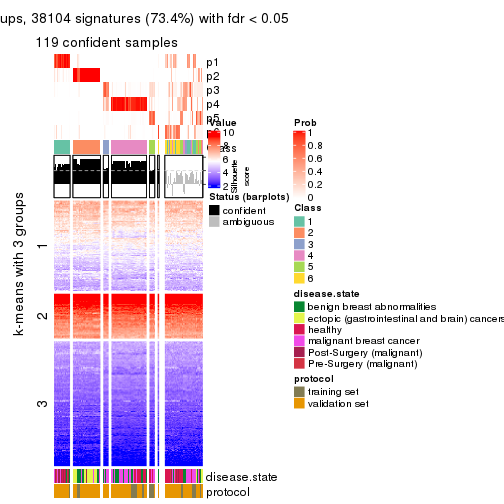 ups, 38104 signatures (73.4%) with fdr < 0.05
119 confident samples
p1
p2
p3
p4
p5
Value
10
8
6
4
2
Silhouette
score
Status (barplots)
confident
ambiguous
Prob
1
0.8
0.6
0.4
0.2
0
Class
1
2
3
4
5
6
disease.state
benign breast abnormalities
ectopic (gastrointestinal and brain) cancers
healthy
malignant breast cancer
Post-Surgery (malignant)
Pre-Surgery (malignant)
protocol
training set
validation set
k-means with 3 groups
1
2
3
disease.state
protocol